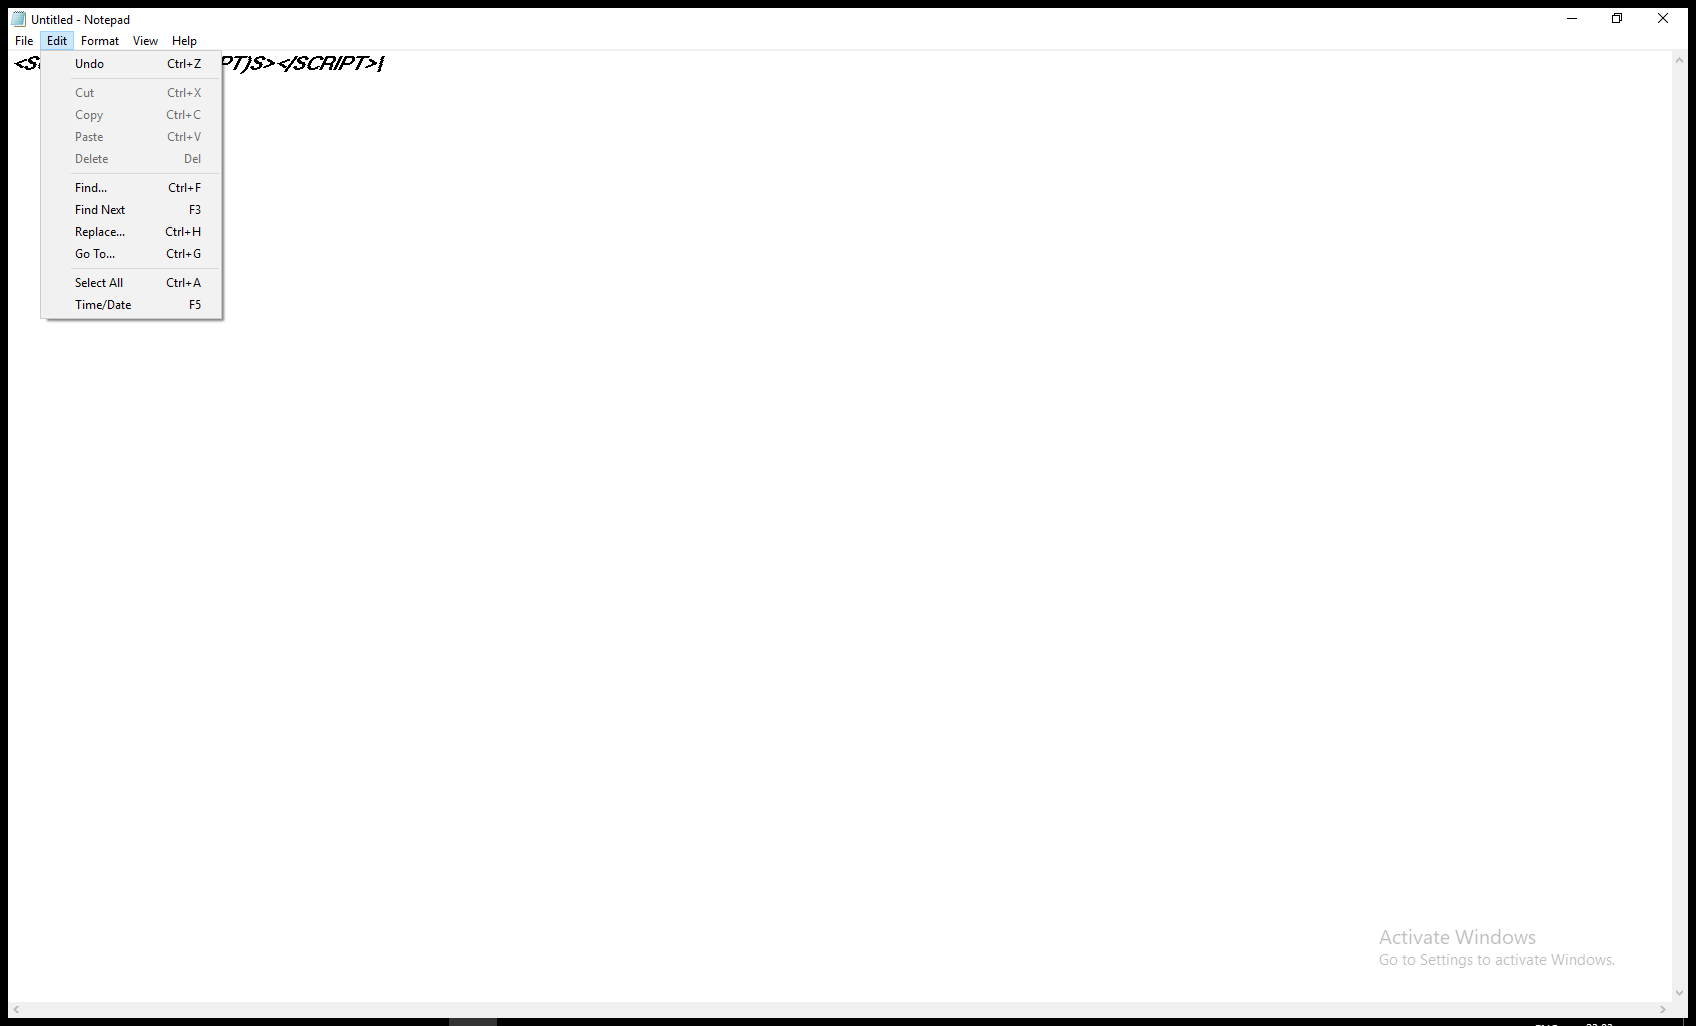 Untitled - Notepad
File Edit Format View Help
PT)S></SCRIPT>
Undo Ctrl+Z
Cut Ctrl+X
Copy Ctrl+C
Paste Ctrl+V
Delete Del
Find... Ctrl+F
Find Next F3
Replace... Ctrl+H
Go To... Ctrl+G
Select All Ctrl+A
Time/Date F5
Activate Windows
Go to Settings to activate Windows.